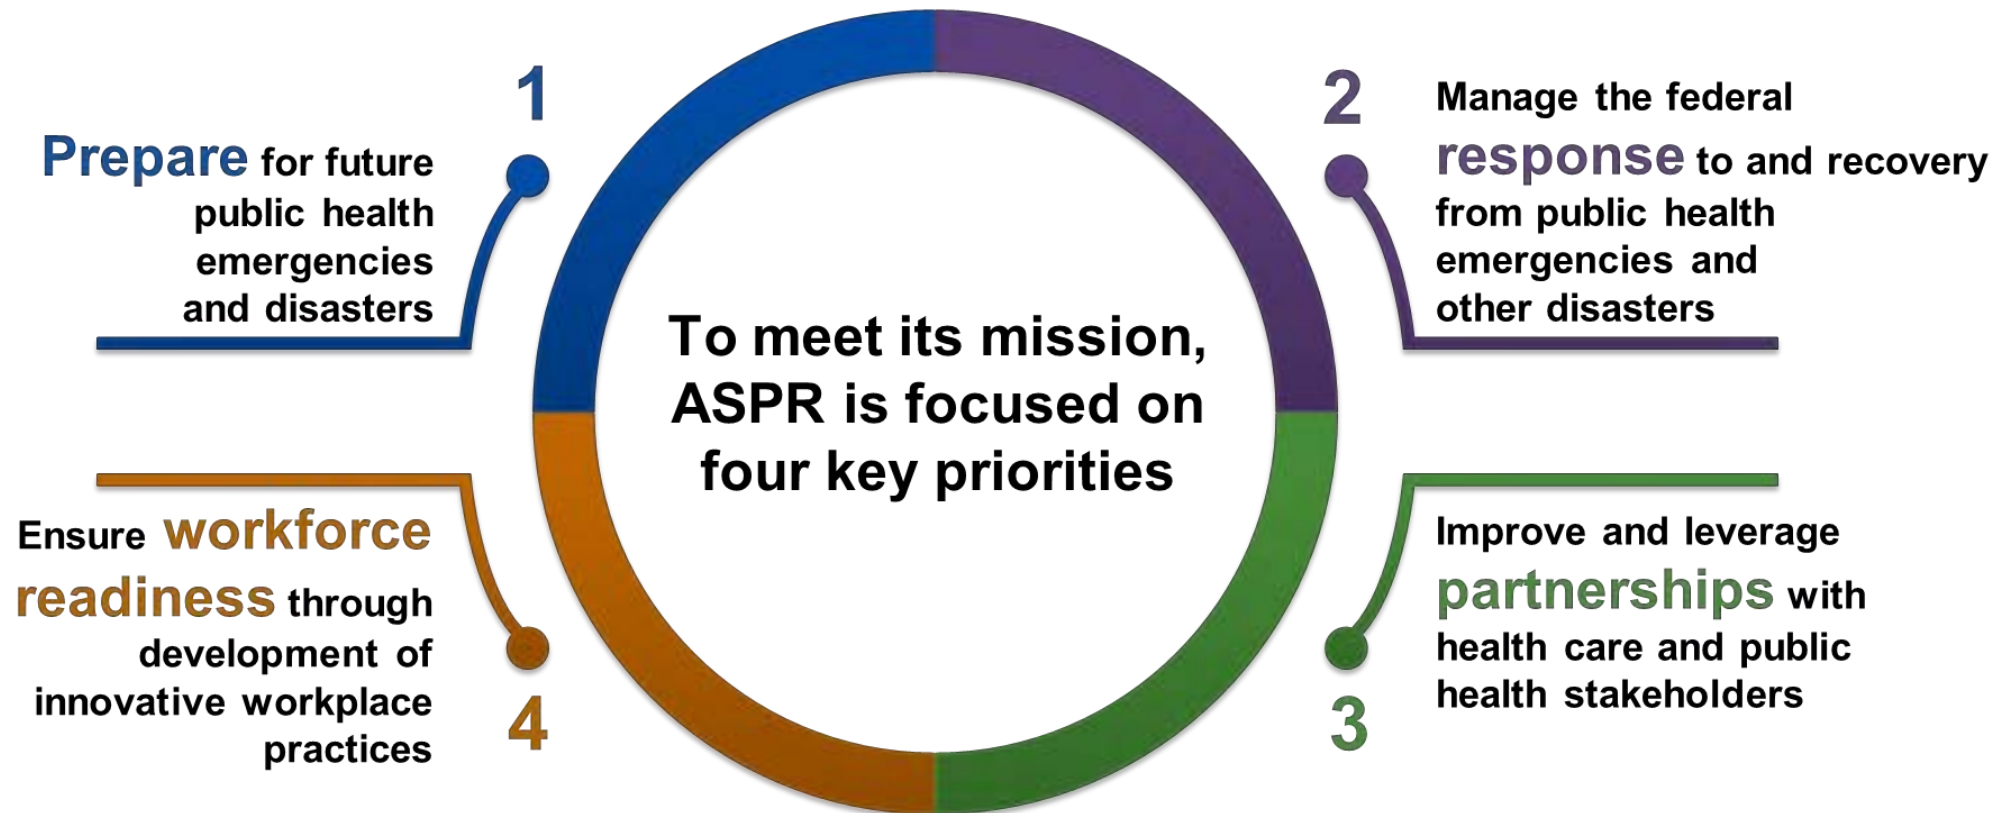 1
Prepare for future
public health
emergencies
and disasters
2
Manage the federal
response to and recovery
from public health
emergencies and
other disasters
To meet its mission,
ASPR is focused on
four key priorities
3
Improve and leverage
partnerships with
health care and public
health stakeholders
4
Ensure workforce
readiness through
development of
innovative workplace
practices